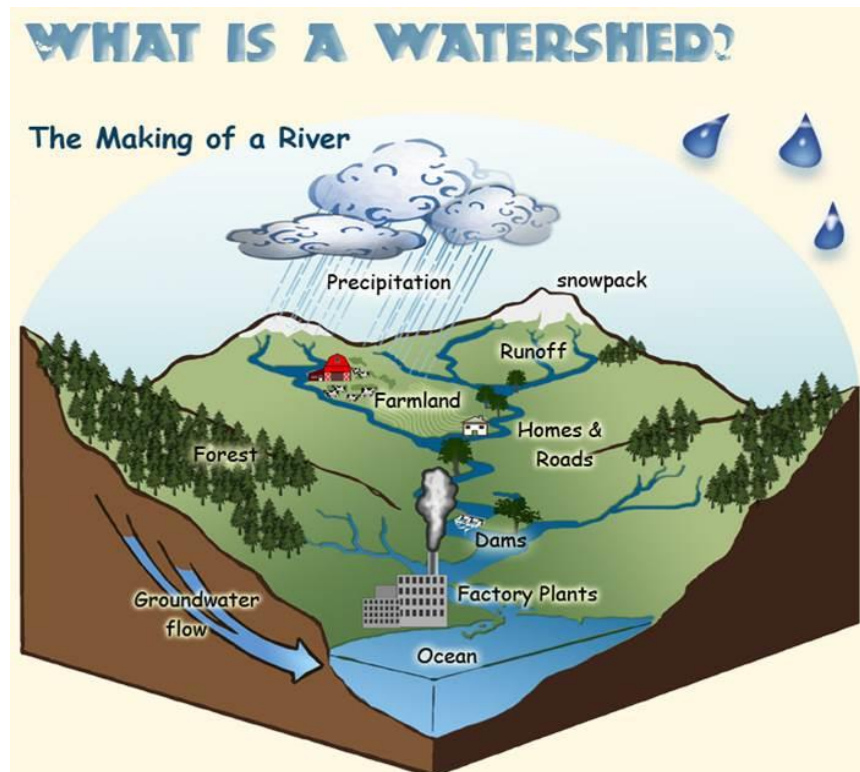 WHAT IS A WATERSHED?
The Making of a River
Precipitation
snowpack
Runoff
Farmland
Homes &
Roads
Forest
Dams
Factory Plants
Groundwater
flow
Ocean